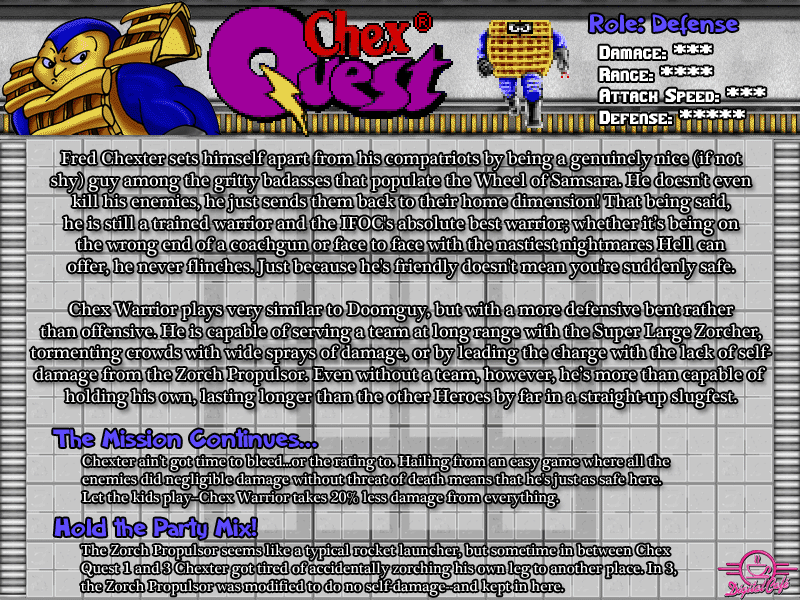 Chex®
Quest
Role: Defense
Damage: ***
Range: ****
Attack Speed: ***
Defense: *****
Fred Chexter sets himself apart from his compatriots by being a genuinely nice (if not
shy) guy among the gritty badasses that populate the Wheel of Samsara. He doesn't even
kill his enemies, he just sends them back to their home dimension! That being said,
he is still a trained warrior and the IFOC's absolute best warrior; whether it's being on
the wrong end of a coachgun or face to face with the nastiest nightmares Hell can
offer, he never flinches. Just because he's friendly doesn't mean you're suddenly safe.
Chex Warrior plays very similar to Doomguy, but with a more defensive bent rather
than offensive. He is capable of serving a team at long range with the Super Large Zorcher,
tormenting crowds with wide sprays of damage, or by leading the charge with the lack of self-
damage from the Zorch Propulsor. Even without a team, however, he's more than capable of
holding his own, lasting longer than the other Heroes by far in a straight-up slugfest.
The Mission Continues...
Chexter ain't got time to bleed..or the rating to. Hailing from an easy game where all the
enemies did negligible damage without threat of death means that he's just as safe here.
Let the kids play--Chex Warrior takes 20% less damage from everything.
Hold the Party Mix!
The Zorch Propulsor seems like a typical rocket launcher, but sometime in between Chex
Quest 1 and 3 Chexter got tired of accidentally zorching his own leg to another place. In 3,
the Zorch Propulsor was modified to do no self-damage--and kept in here.
Digital Café